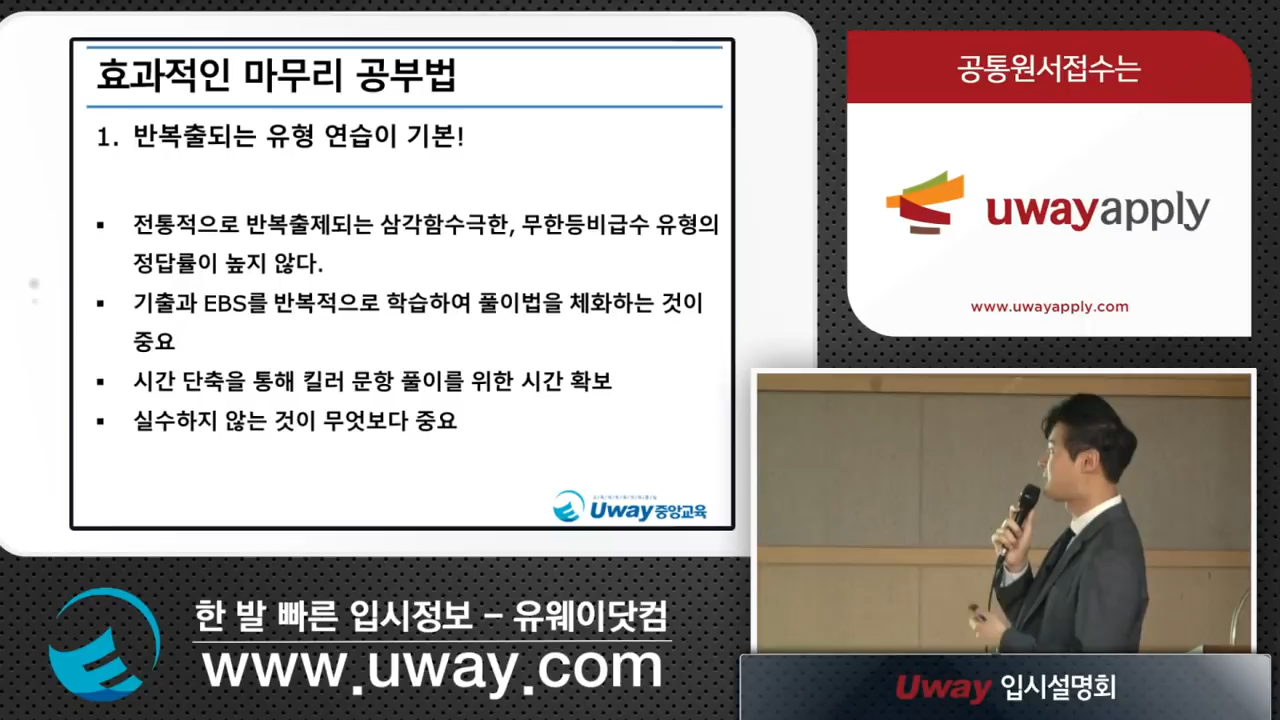 효과적인 마무리 공부법
1. 반복출되는 유형 연습이 기본!
▪ 전통적으로 반복출제되는 삼각함수극한, 무한등비급수 유형의
정답률이 높지 않다.
▪ 기출과 EBS를 반복적으로 학습하여 풀이법을 체화하는 것이
중요
▪ 시간 단축을 통해 킬러 문항 풀이를 위한 시간 확보
▪ 실수하지 않는 것이 무엇보다 중요
Uway중앙교육
공통원서접수는
uwayapply
www.uwayapply.com
한 발 빠른 입시정보 – 유웨이닷컴
www.uway.com
Uway 입시설명회